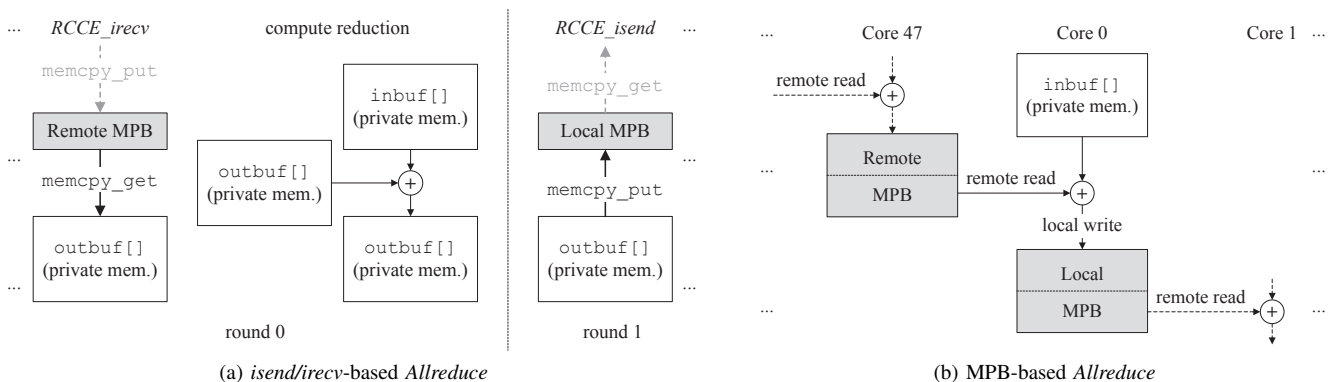 ... RCCE_irecv compute reduction RCCE_isend ...
memcpy_put
inbuf[]
(private mem.)
memcpy_get
Remote MPB
Local MPB
...
memcpy_get
outbuf[]
(private mem.)
memcpy_put
...
outbuf[]
(private mem.)
outbuf[]
(private mem.)
outbuf[]
(private mem.)
...
...
round 0
round 1
(a) isend/irecv-based Allreduce
... Core 47 Core 0 Core 1 ...
remote read
+
inbuf[]
(private mem.)
...
Remote
MPB
remote read
+
...
local write
Local
MPB
remote read
+
...
...
(b) MPB-based Allreduce